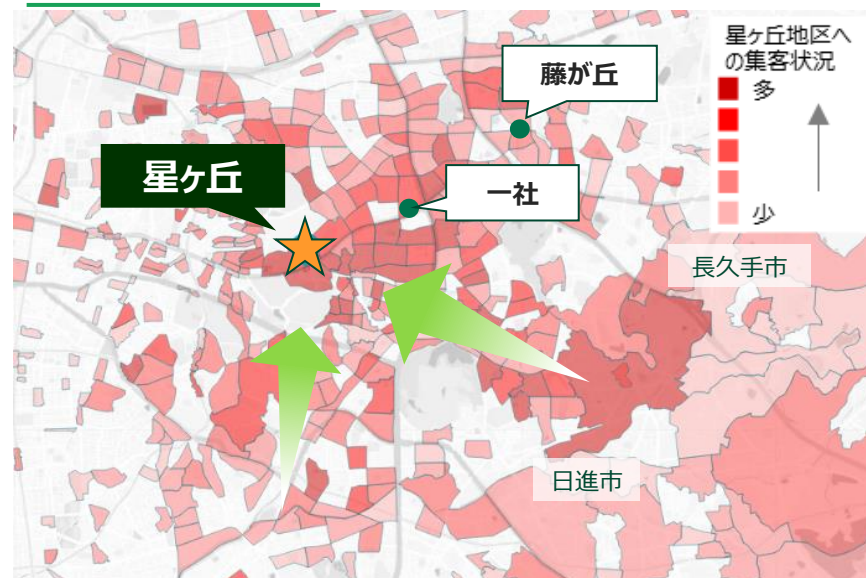 星ヶ丘地区へ
の集客状況
多
少
藤が丘
星ヶ丘
一社
長久手市
日進市